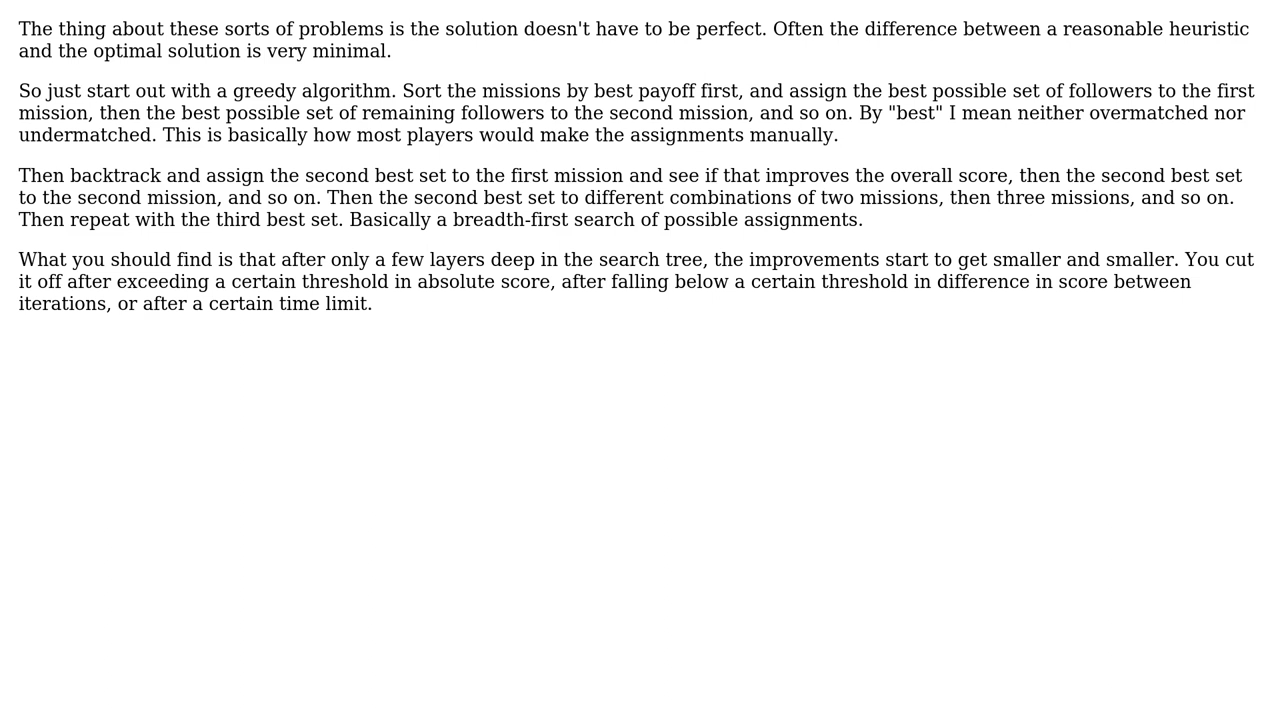 The thing about these sorts of problems is the solution doesn't have to be perfect. Often the difference between a reasonable heuristic
and the optimal solution is very minimal.
So just start out with a greedy algorithm. Sort the missions by best payoff first, and assign the best possible set of followers to the first
mission, then the best possible set of remaining followers to the second mission, and so on. By "best" I mean neither overmatched nor
undermatched. This is basically how most players would make the assignments manually.
Then backtrack and assign the second best set to the first mission and see if that improves the overall score, then the second best set
to the second mission, and so on. Then the second best set to different combinations of two missions, then three missions, and so on.
Then repeat with the third best set. Basically a breadth-first search of possible assignments.
What you should find is that after only a few layers deep in the search tree, the improvements start to get smaller and smaller. You cut
it off after exceeding a certain threshold in absolute score, after falling below a certain threshold in difference in score between
iterations, or after a certain time limit.